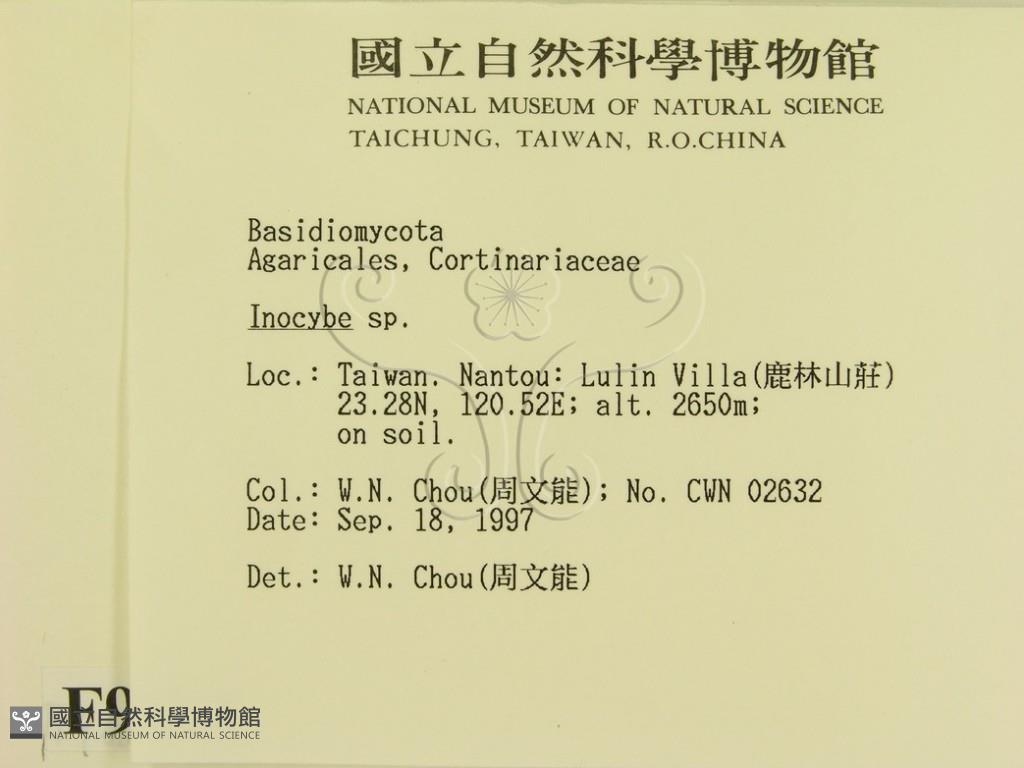 國立自然科學博物館
NATIONAL MUSEUM OF NATURAL SCIENCE
TAICHUNG, TAIWAN, R.O.CHINA
Basidiomycota
Agaricales, Cortinariaceae
Inocybe sp.
Loc.: Taiwan. Nantou: Lulin Villa(鹿林山莊)
23.28N, 120.52E; alt. 2650m;
on soil.
Col.: W.N. Chou(周文能); No. CWN 02632
Date: Sep. 18, 1997
Det.: W.N. Chou(周文能)
F9
國立自然科學博物館
NATIONAL MUSEUM OF NATURAL SCIENCE